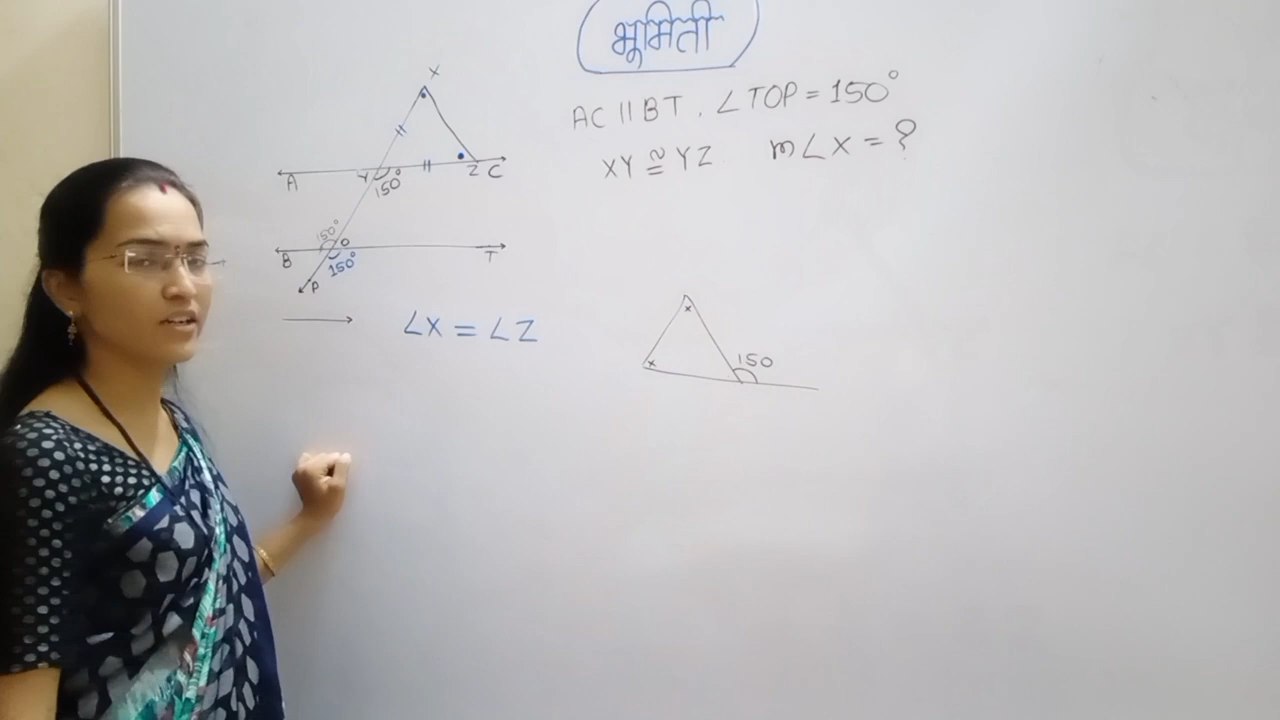 भूमिती
AC || BT . ∠TOP = 150°
XY ≅ YZ m∠X = ?
X
A Y 150° Z C
150°
B O T
150°
P
∠X = ∠Z
x
x 150